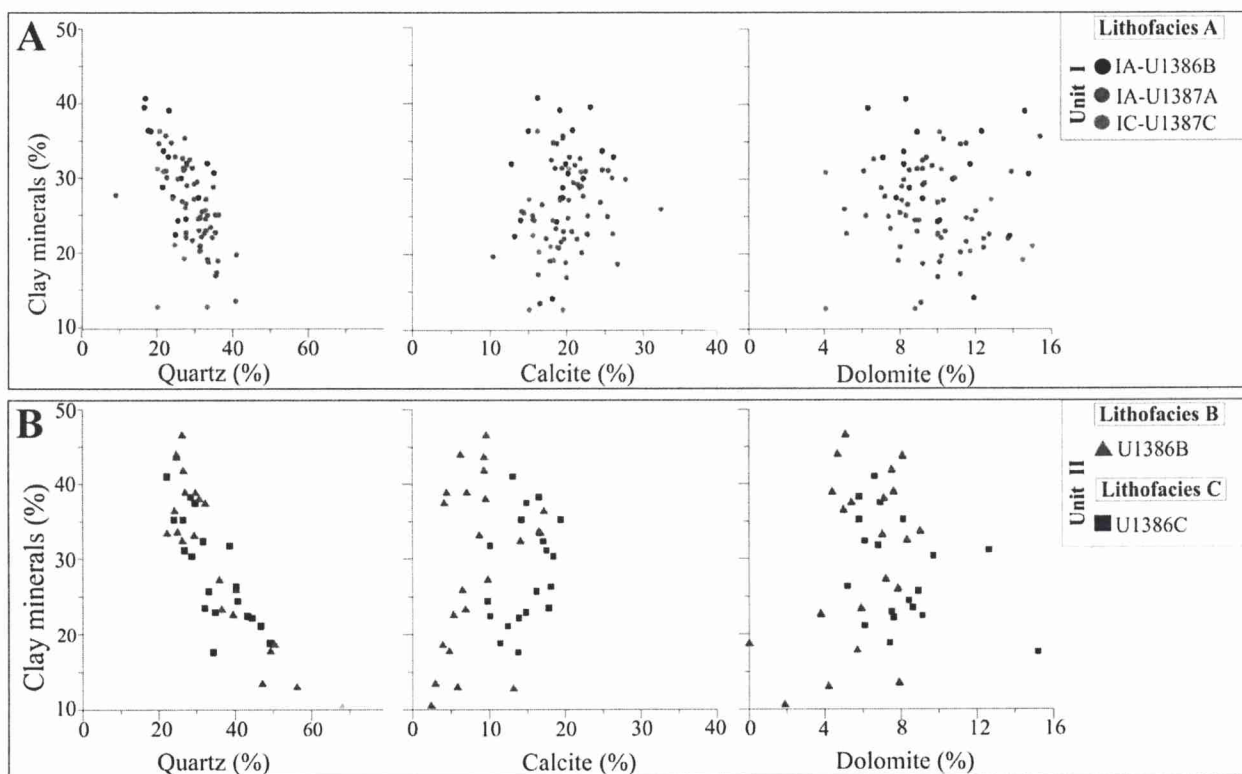 A
Clay minerals (%)
50
40
30
20
10
0
20
40
60
Quartz (%)
0
10
20
30
40
Calcite (%)
0
4
8
12
16
Dolomite (%)
Lithofacies A
Unit I
IA-U1386B
IA-U1387A
IC-U1387C
B
Clay minerals (%)
50
40
30
20
10
0
20
40
60
Quartz (%)
0
10
20
30
40
Calcite (%)
0
4
8
12
16
Dolomite (%)
Lithofacies B
Unit II
U1386B
Lithofacies C
U1386C